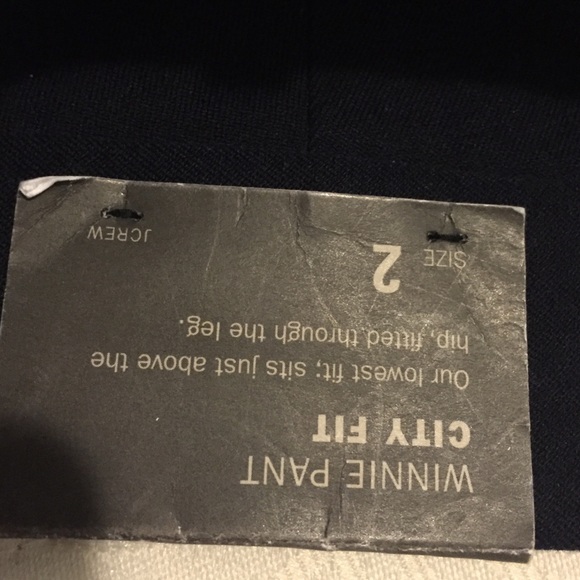 WINNIE PANT
CITY FIT
Our lowest fit; sits just above the
hip, fitted through the leg.
SIZE 2 JCREW